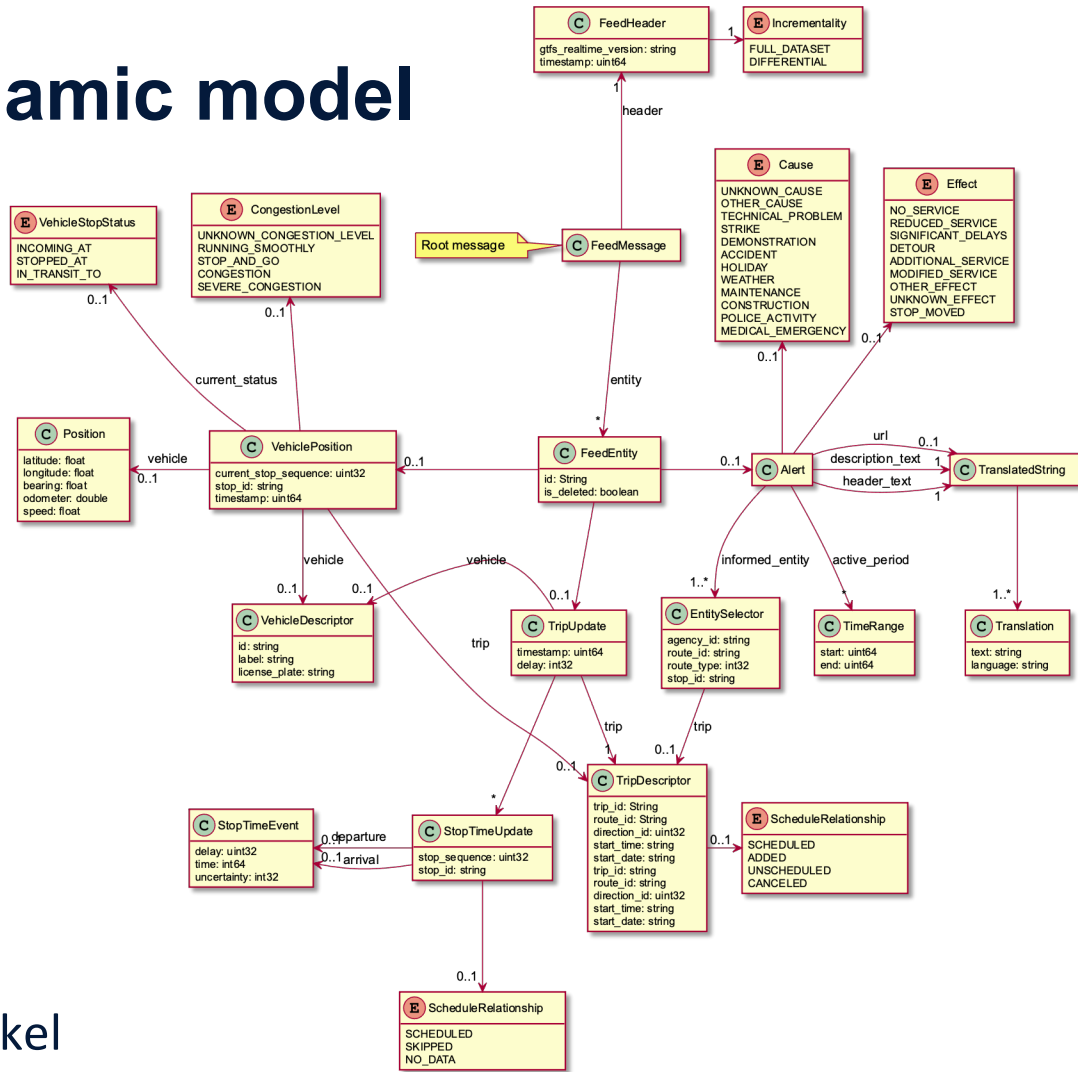 amic model
C FeedHeader
gtfs_realtime_version: string
timestamp: uint64
1
E Incrementality
FULL_DATASET
DIFFERENTIAL
1
header
E Cause
UNKNOWN_CAUSE
OTHER_CAUSE
TECHNICAL_PROBLEM
STRIKE
DEMONSTRATION
ACCIDENT
HOLIDAY
WEATHER
MAINTENANCE
CONSTRUCTION
POLICE_ACTIVITY
MEDICAL_EMERGENCY
0..1
E Effect
NO_SERVICE
REDUCED_SERVICE
SIGNIFICANT_DELAYS
DETOUR
ADDITIONAL_SERVICE
MODIFIED_SERVICE
OTHER_EFFECT
UNKNOWN_EFFECT
STOP_MOVED
0..1
E VehicleStopStatus
INCOMING_AT
STOPPED_AT
IN_TRANSIT_TO
0..1
E CongestionLevel
UNKNOWN_CONGESTION_LEVEL
RUNNING_SMOOTHLY
STOP_AND_GO
CONGESTION
SEVERE_CONGESTION
0..1
Root message
C FeedMessage
current_status
entity
*
C Position
latitude: float
longitude: float
bearing: float
odometer: double
speed: float
vehicle
0..1
C VehiclePosition
current_stop_sequence: uint32
stop_id: string
timestamp: uint64
0..1
C FeedEntity
id: String
is_deleted: boolean
0..1
C Alert
url
0..1
description_text
1
header_text
1
C TranslatedString
vehicle
0..1
vehicle
0..1
0..1
informed_entity
1..*
active_period
*
1..*
C VehicleDescriptor
id: string
label: string
license_plate: string
trip
C TripUpdate
timestamp: uint64
delay: int32
C EntitySelector
agency_id: string
route_id: string
route_type: int32
stop_id: string
C TimeRange
start: uint64
end: uint64
C Translation
text: string
language: string
trip
1
trip
0..1
0..1
*
C TripDescriptor
trip_id: String
route_id: String
direction_id: uint32
start_time: string
start_date: string
trip_id: string
route_id: string
direction_id: uint32
start_time: string
start_date: string
0..1
E ScheduleRelationship
SCHEDULED
ADDED
UNSCHEDULED
CANCELED
C StopTimeEvent
delay: uint32
time: int64
uncertainty: int32
0..1
departure
0..1
arrival
C StopTimeUpdate
stop_sequence: uint32
stop_id: string
0..1
E ScheduleRelationship
SCHEDULED
SKIPPED
NO_DATA
kel